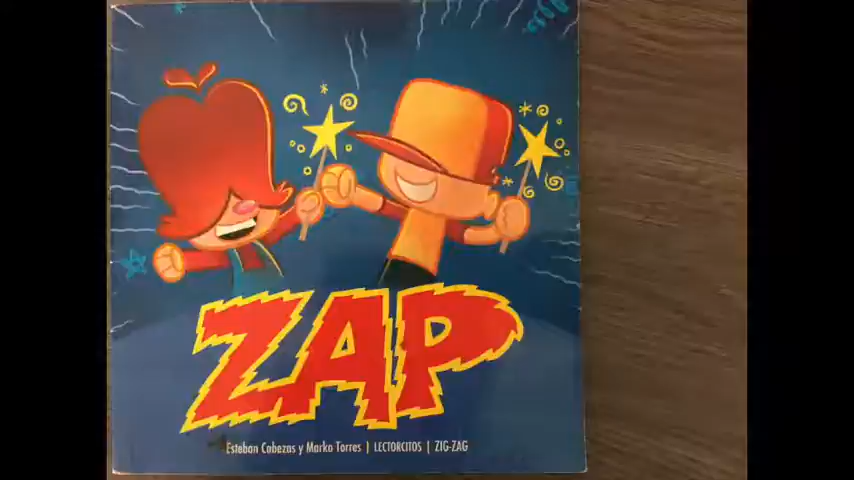 ZAP
Esteban Cabezas y Marko Torres | LECTORCITOS | ZIG-ZAG